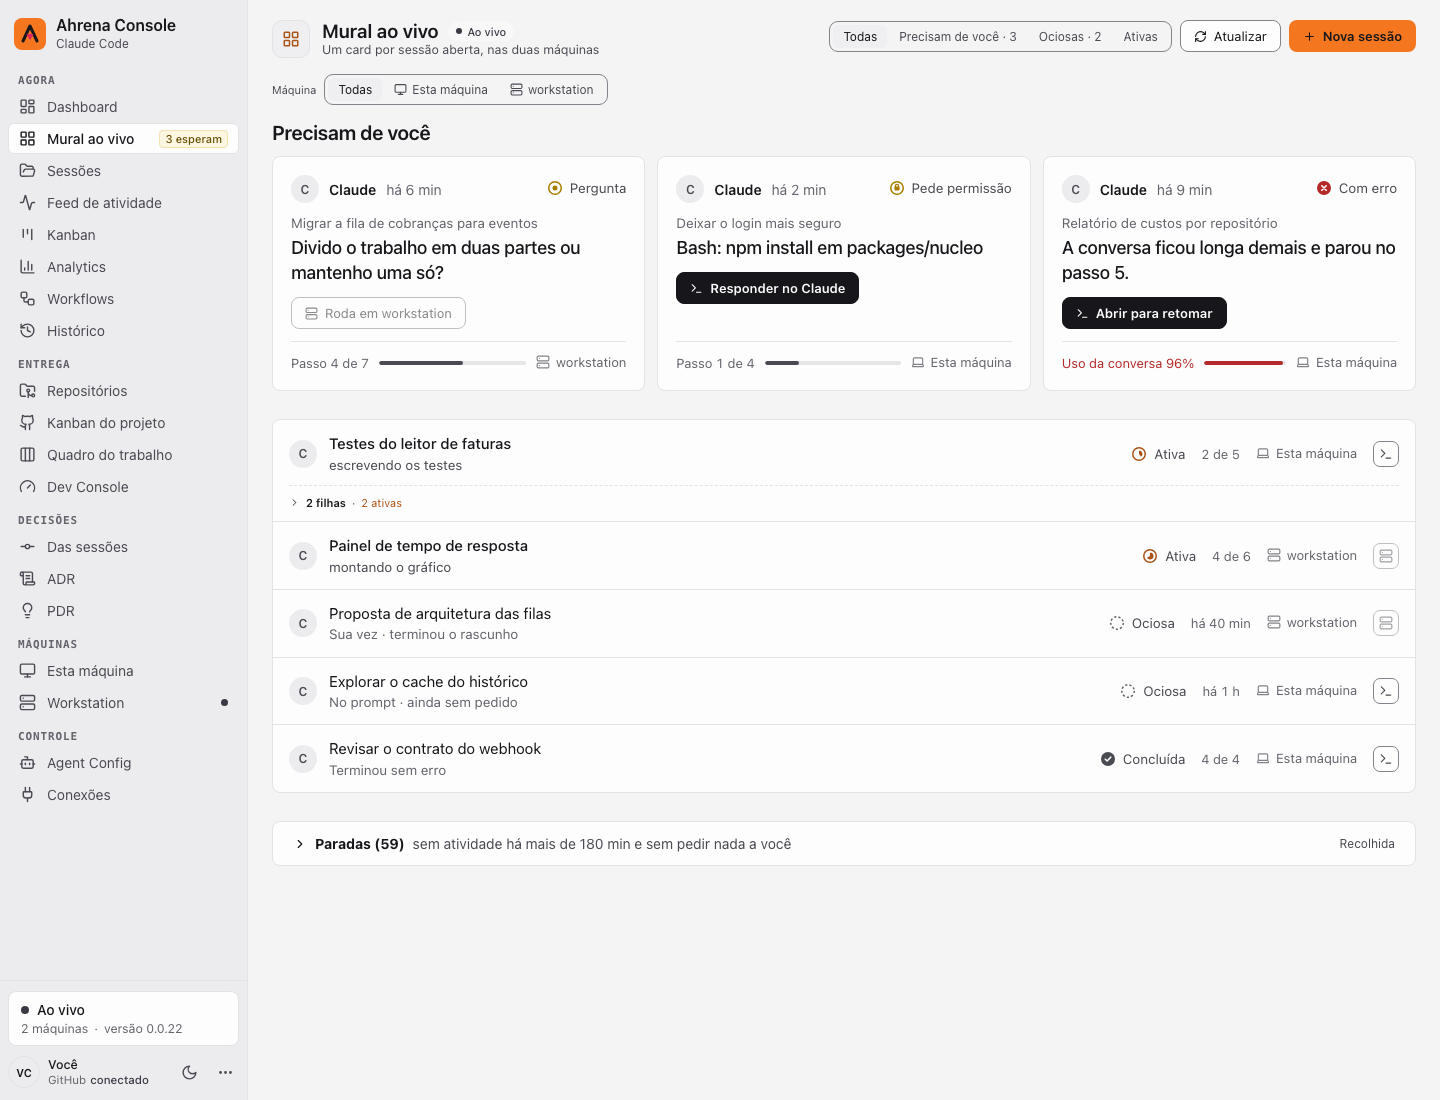 Ahrena Console
Claude Code
AGORA
Dashboard
Mural ao vivo
3 esperam
Sessões
Feed de atividade
Kanban
Analytics
Workflows
Histórico
ENTREGA
Repositórios
Kanban do projeto
Quadro do trabalho
Dev Console
DECISÕES
Das sessões
ADR
PDR
MÁQUINAS
Esta máquina
Workstation
CONTROLE
Agent Config
Conexões
Ao vivo
2 máquinas · versão 0.0.22
VC
Você
GitHub conectado
Mural ao vivo
Ao vivo
Um card por sessão aberta, nas duas máquinas
Todas
Precisam de você · 3
Ociosas · 2
Ativas
Atualizar
Nova sessão
Máquina
Todas
Esta máquina
workstation
Precisam de você
C
Claude há 6 min
Pergunta
Migrar a fila de cobranças para eventos
Divido o trabalho em duas partes ou
mantenho uma só?
Roda em workstation
Passo 4 de 7
workstation
C
Claude há 2 min
Pede permissão
Deixar o login mais seguro
Bash: npm install em packages/nucleo
Responder no Claude
Passo 1 de 4
Esta máquina
C
Claude há 9 min
Com erro
Relatório de custos por repositório
A conversa ficou longa demais e parou no
passo 5.
Abrir para retomar
Uso da conversa 96%
Esta máquina
C
Testes do leitor de faturas
escrevendo os testes
Ativa
2 de 5
Esta máquina
2 filhas · 2 ativas
C
Painel de tempo de resposta
montando o gráfico
Ativa
4 de 6
workstation
C
Proposta de arquitetura das filas
Sua vez · terminou o rascunho
Ociosa
há 40 min
workstation
C
Explorar o cache do histórico
No prompt · ainda sem pedido
Ociosa
há 1 h
Esta máquina
C
Revisar o contrato do webhook
Terminou sem erro
Concluída
4 de 4
Esta máquina
Paradas (59) sem atividade há mais de 180 min e sem pedir nada a você
Recolhida